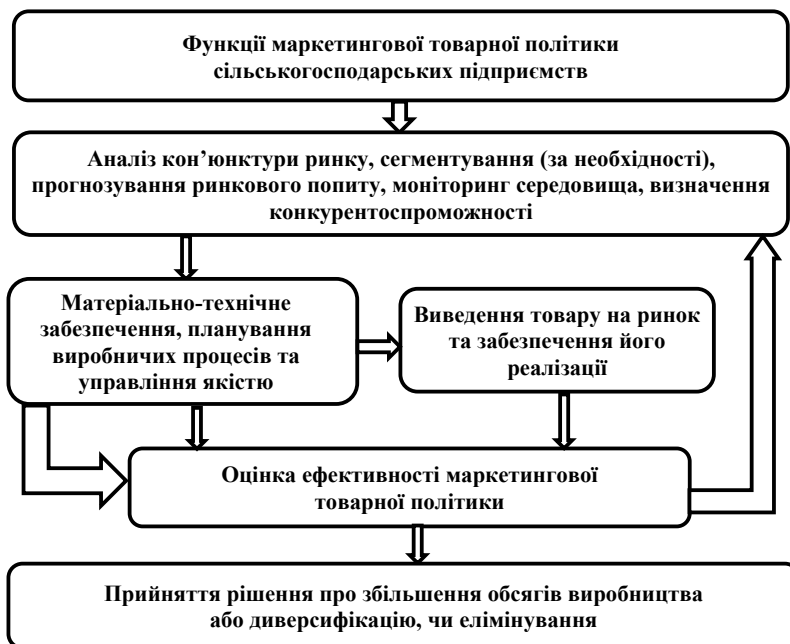 Функції маркетингової товарної політики
сільськогосподарських підприємств
Аналіз кон’юнктури ринку, сегментування (за необхідності),
прогнозування ринкового попиту, моніторинг середовища, визначення
конкурентоспроможності
Матеріально-технічне
забезпечення, планування
виробничих процесів та
управління якістю
Виведення товару на ринок
та забезпечення його
реалізації
Оцінка ефективності маркетингової
товарної політики
Прийняття рішення про збільшення обсягів виробництва
або диверсифікацію, чи елімінування